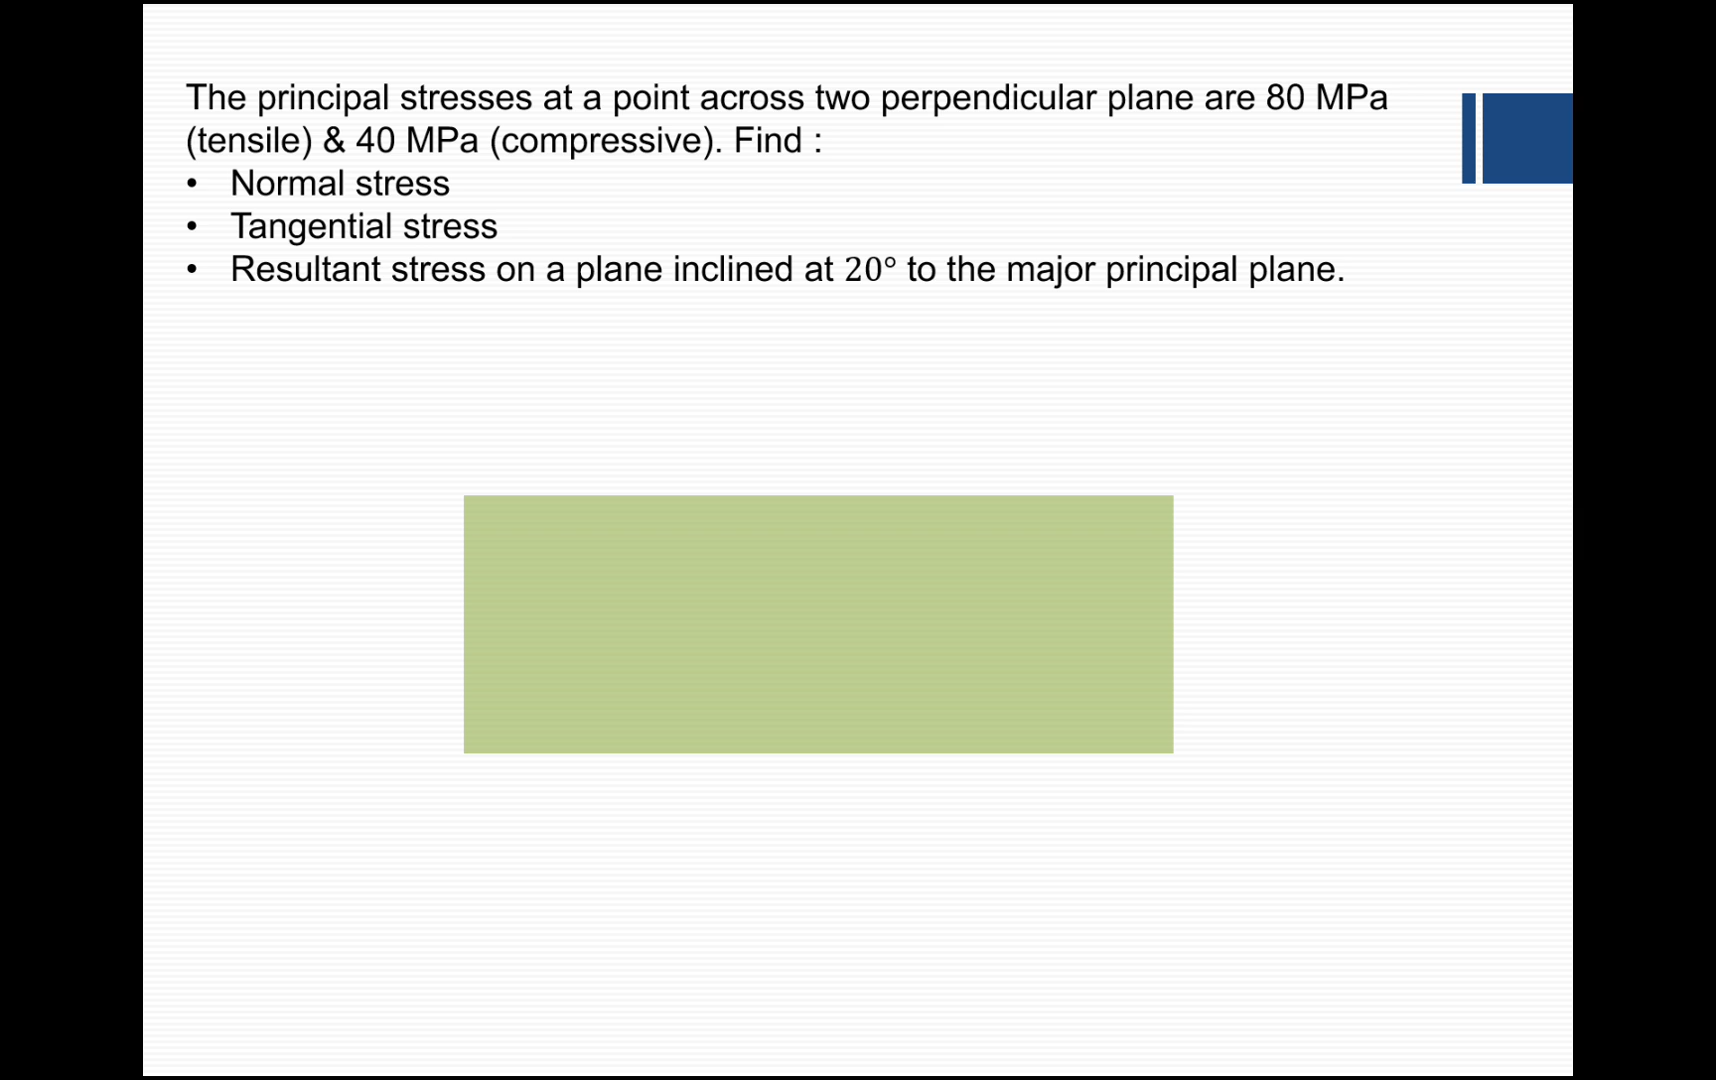 The principal stresses at a point across two perpendicular plane are 80 MPa
(tensile) & 40 MPa (compressive). Find :
• Normal stress
• Tangential stress
• Resultant stress on a plane inclined at 20° to the major principal plane.